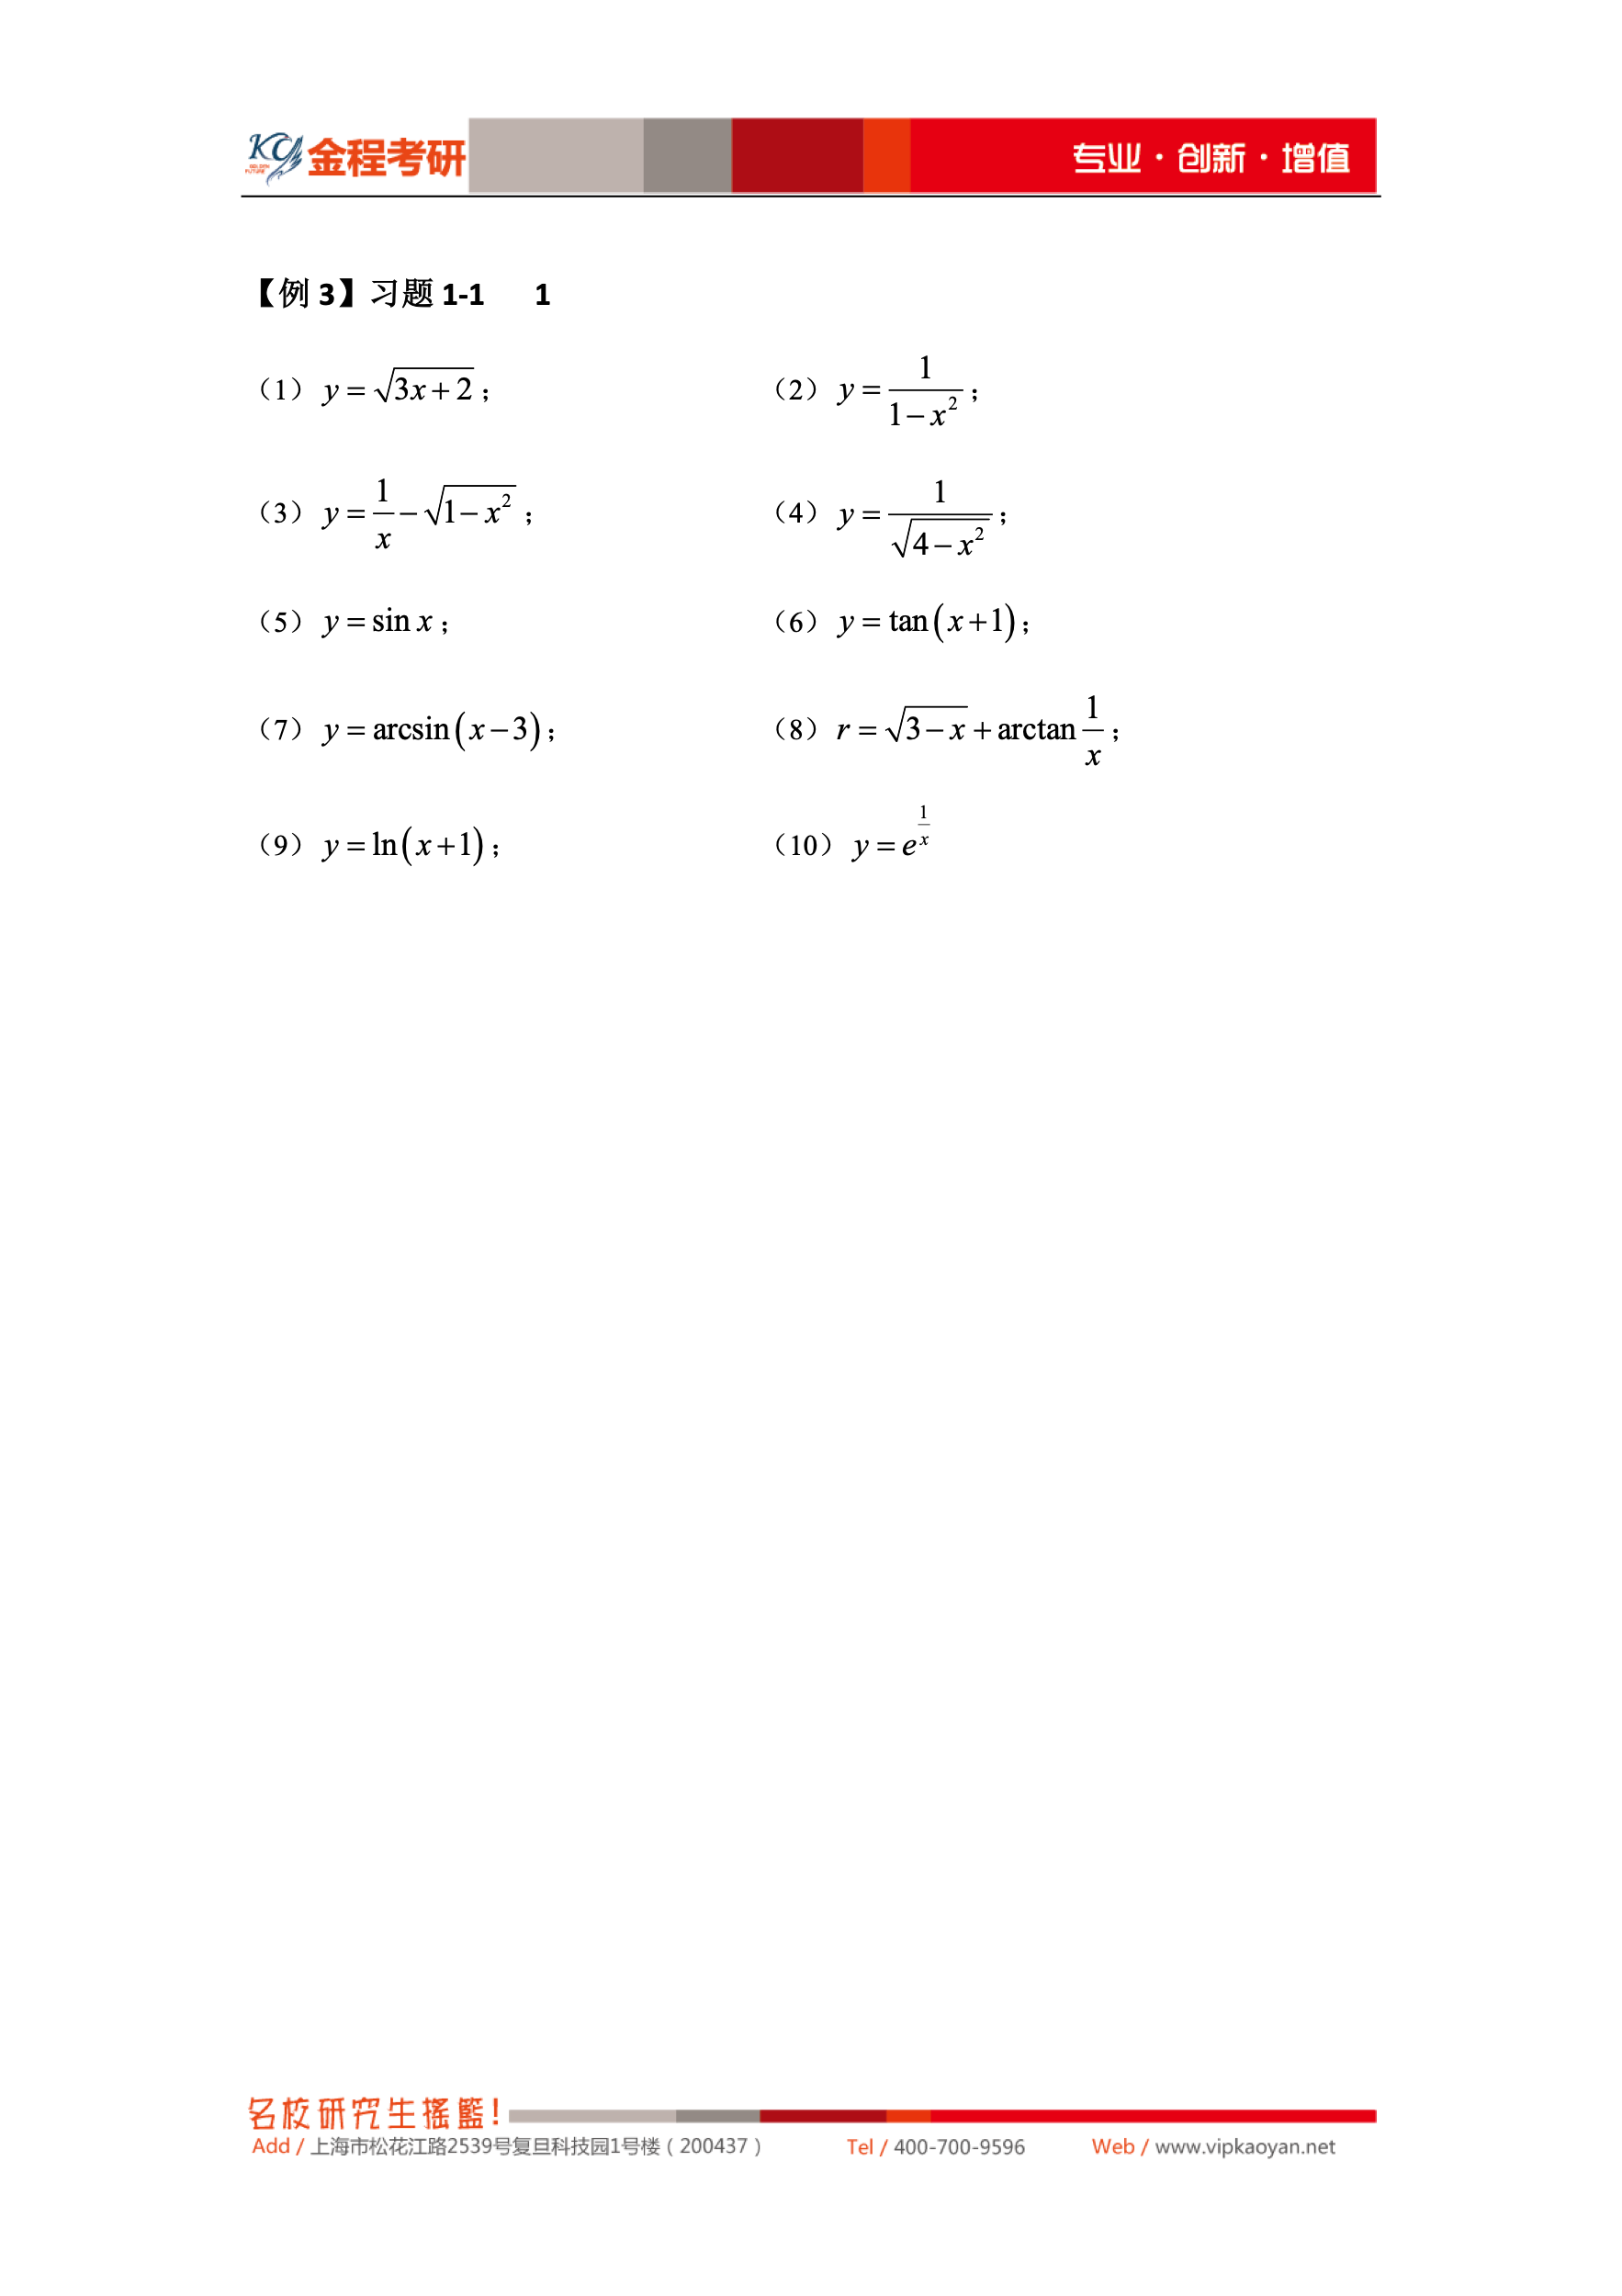 KC 金程考研 专业·创新·增值
GOLDEN
FUTURE
【例 3】习题 1-1 1
（1） $y=\sqrt{3x+2}$； （2） $y=\frac{1}{1-x^2}$；
（3） $y=\frac{1}{x}-\sqrt{1-x^2}$； （4） $y=\frac{1}{\sqrt{4-x^2}}$；
（5） $y=\sin x$； （6） $y=\tan(x+1)$；
（7） $y=\arcsin(x-3)$； （8） $r=\sqrt{3-x}+\arctan\frac{1}{x}$；
（9） $y=\ln(x+1)$； （10） $y=e^{\frac{1}{x}}$
名校研究生摇籃!
Add / 上海市松花江路2539号复旦科技园1号楼（200437） Tel / 400-700-9596 Web / www.vipkaoyan.net